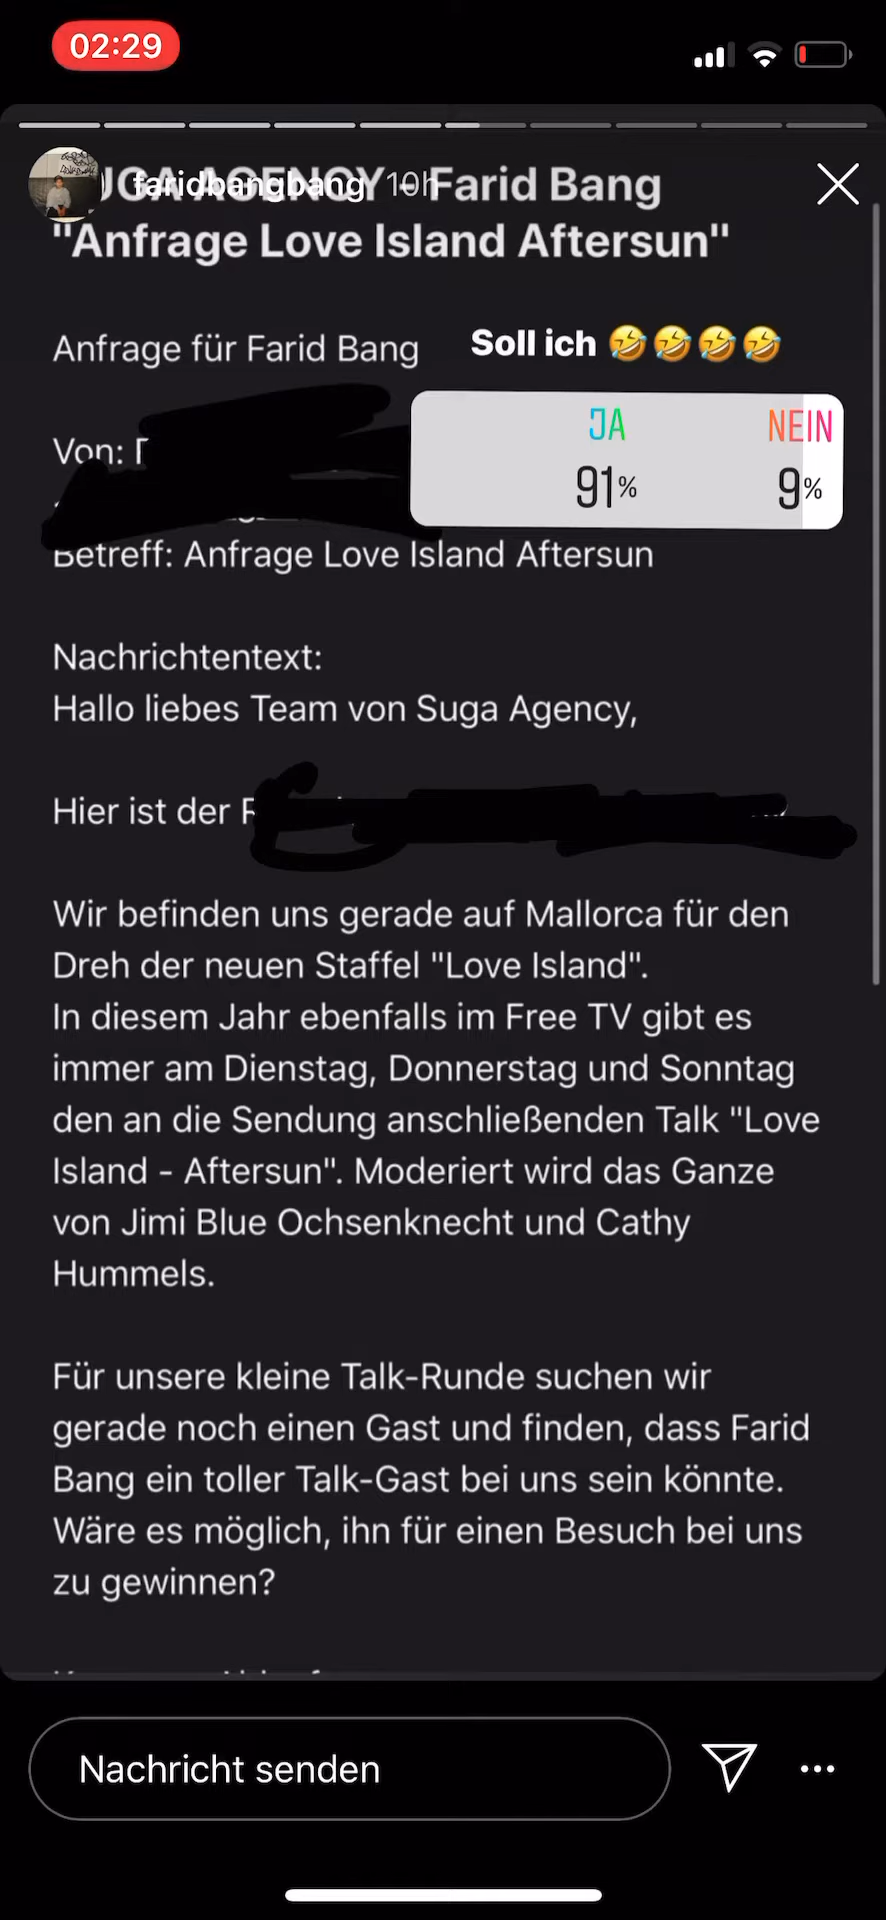 02:29
faridbangbang 10h
UGA AGENCY - Farid Bang
"Anfrage Love Island Aftersun"
Anfrage für Farid Bang
Soll ich 🤣🤣🤣🤣
JA NEIN
91% 9%
Von:
Betreff: Anfrage Love Island Aftersun
Nachrichtentext:
Hallo liebes Team von Suga Agency,
Hier ist der
Wir befinden uns gerade auf Mallorca für den
Dreh der neuen Staffel "Love Island".
In diesem Jahr ebenfalls im Free TV gibt es
immer am Dienstag, Donnerstag und Sonntag
den an die Sendung anschließenden Talk "Love
Island - Aftersun". Moderiert wird das Ganze
von Jimi Blue Ochsenknecht und Cathy
Hummels.
Für unsere kleine Talk-Runde suchen wir
gerade noch einen Gast und finden, dass Farid
Bang ein toller Talk-Gast bei uns sein könnte.
Wäre es möglich, ihn für einen Besuch bei uns
zu gewinnen?
Nachricht senden